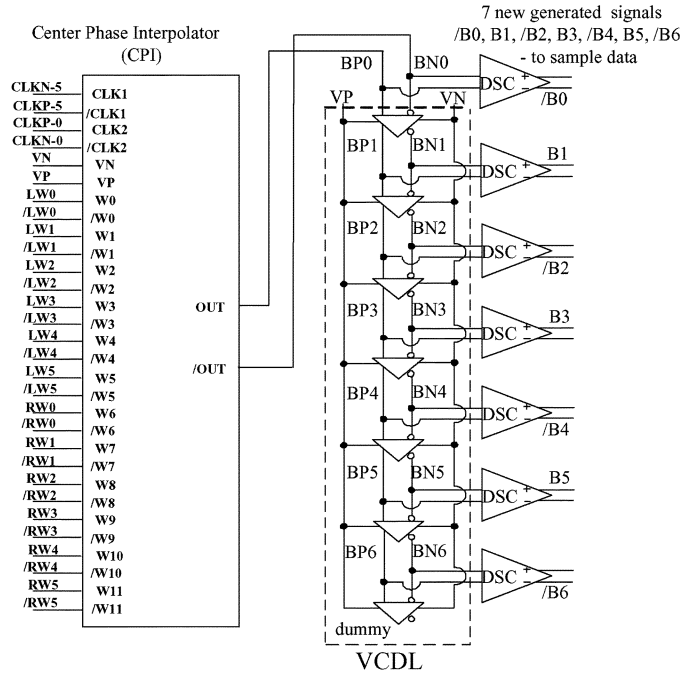 7 new generated signals
/B0, B1, /B2, B3, /B4, B5, /B6
- to sample data
Center Phase Interpolator
(CPI)
CLKN-5 CLK1
CLKP-5 /CLK1
CLKP-0 CLK2
CLKN-0 /CLK2
VN VN
VP VP
LW0 W0
/LW0 /W0
LW1 W1
/LW1 /W1
LW2 W2
/LW2 /W2
LW3 W3
/LW3 /W3
LW4 W4
/LW4 /W4
LW5 W5
/LW5 /W5
RW0 W6
/RW0 /W6
RW1 W7
/RW1 /W7
RW2 W8
/RW2 /W8
RW3 W9
/RW3 /W9
RW4 W10
/RW4 /W10
RW5 W11
/RW5 /W11
OUT
/OUT
BP0 BN0
DSC + -
/B0
VP VN
BP1 BN1
DSC + -
B1
BP2 BN2
DSC + -
/B2
BP3 BN3
DSC + -
B3
BP4 BN4
DSC + -
/B4
BP5 BN5
DSC + -
B5
BP6 BN6
DSC + -
/B6
dummy
VCDL